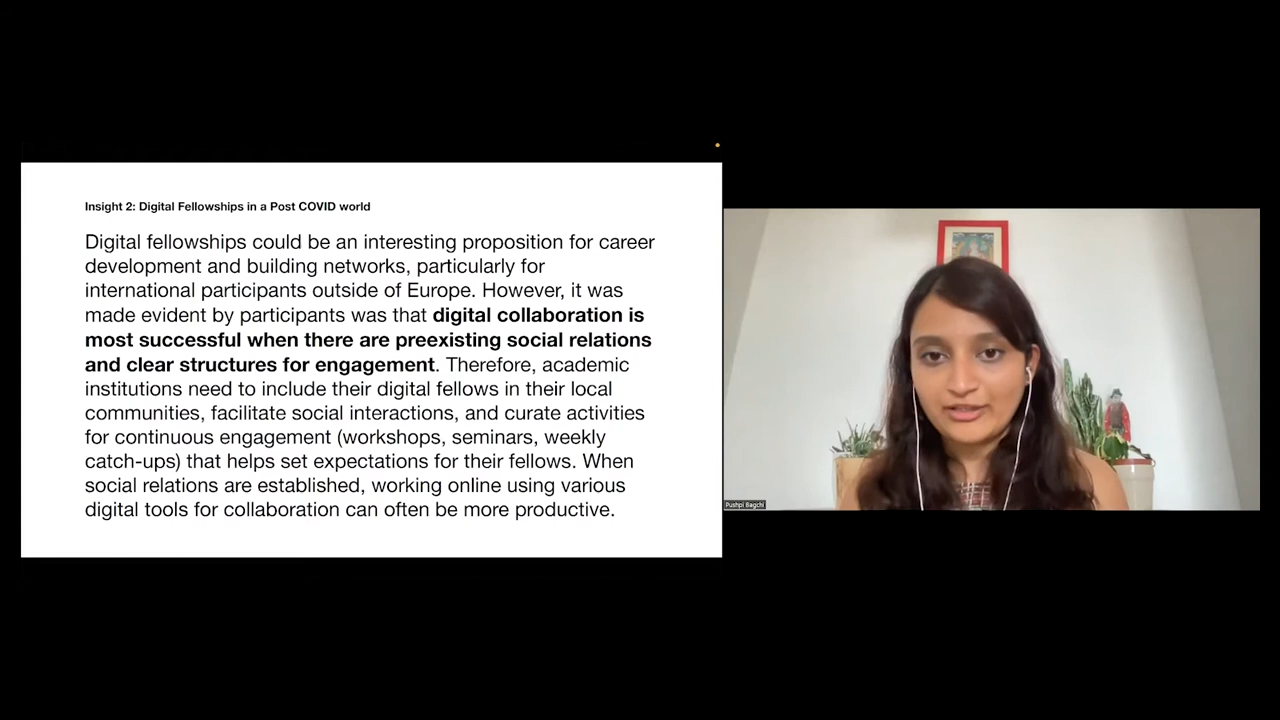 Insight 2: Digital Fellowships in a Post COVID world
Digital fellowships could be an interesting proposition for career
development and building networks, particularly for
international participants outside of Europe. However, it was
made evident by participants was that digital collaboration is
most successful when there are preexisting social relations
and clear structures for engagement. Therefore, academic
institutions need to include their digital fellows in their local
communities, facilitate social interactions, and curate activities
for continuous engagement (workshops, seminars, weekly
catch-ups) that helps set expectations for their fellows. When
social relations are established, working online using various
digital tools for collaboration can often be more productive.
Pushpi Bagchi